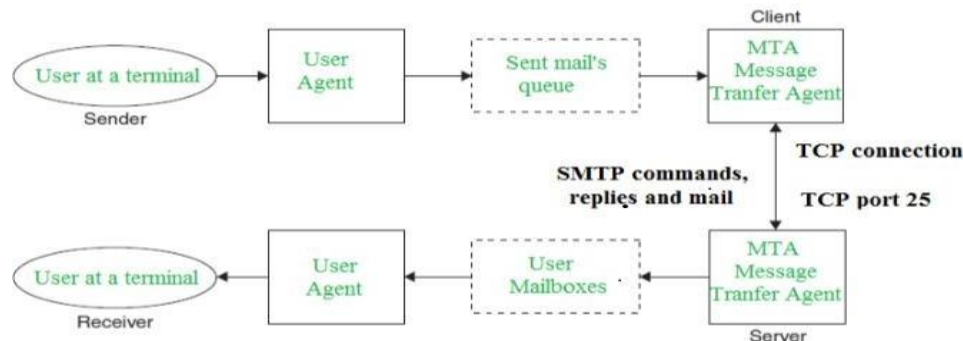 Client
User at a terminal
User
Agent
Sent mail's
queue
MTA
Message
Tranfer Agent
Sender
TCP connection
SMTP commands,
replies and mail
TCP port 25
User at a terminal
User
Agent
User
Mailboxes
MTA
Message
Tranfer Agent
Receiver
Server